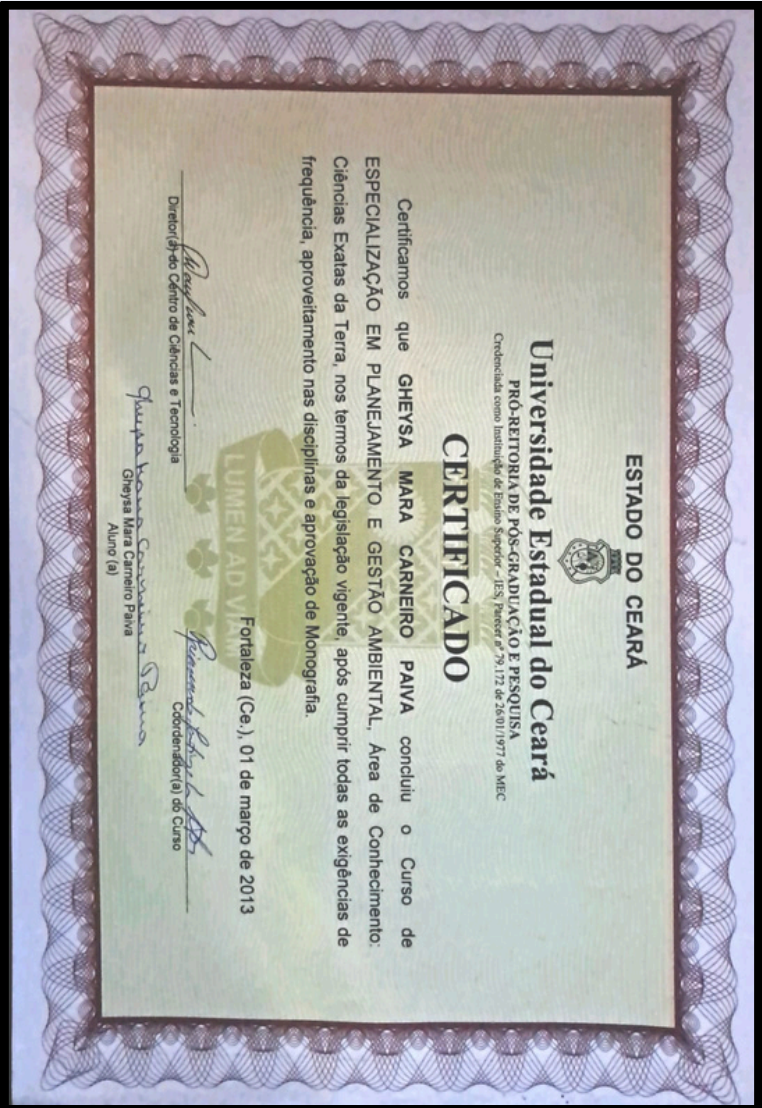 ESTADO DO CEARÁ
Universidade Estadual do Ceará
PRÓ-REITORIA DE PÓS-GRADUAÇÃO E PESQUISA
Credenciada como Instituição de Ensino Superior – IES, Parecer nº 79.172 de 26/01/1977 do MEC
CERTIFICADO
Certificamos que GHEYSA MARA CARNEIRO PAIVA concluiu o Curso de
ESPECIALIZAÇÃO EM PLANEJAMENTO E GESTÃO AMBIENTAL, Área de Conhecimento:
Ciências Exatas da Terra, nos termos da legislação vigente, após cumprir todas as exigências de
frequência, aproveitamento nas disciplinas e aprovação de Monografia.
LUMEN AD VIAM
Fortaleza (Ce.), 01 de março de 2013
Diretor(a) do Centro de Ciências e Tecnologia
Coordenador(a) do Curso
Gheysa Mara Carneiro Paiva
Gheysa Mara Carneiro Paiva
Aluno (a)